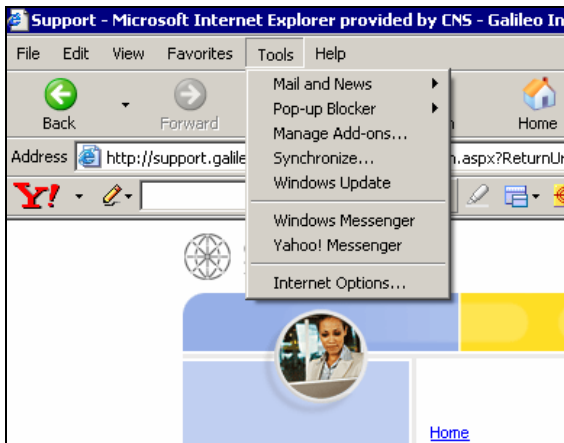 Support - Microsoft Internet Explorer provided by CNS - Galileo In
File Edit View Favorites Tools Help
Mail and News
Pop-up Blocker
Manage Add-ons...
Synchronize...
Windows Update
Windows Messenger
Yahoo! Messenger
Internet Options...
Back Forward Home
Address http://support.galile n.aspx?ReturnUr
Y!
Home